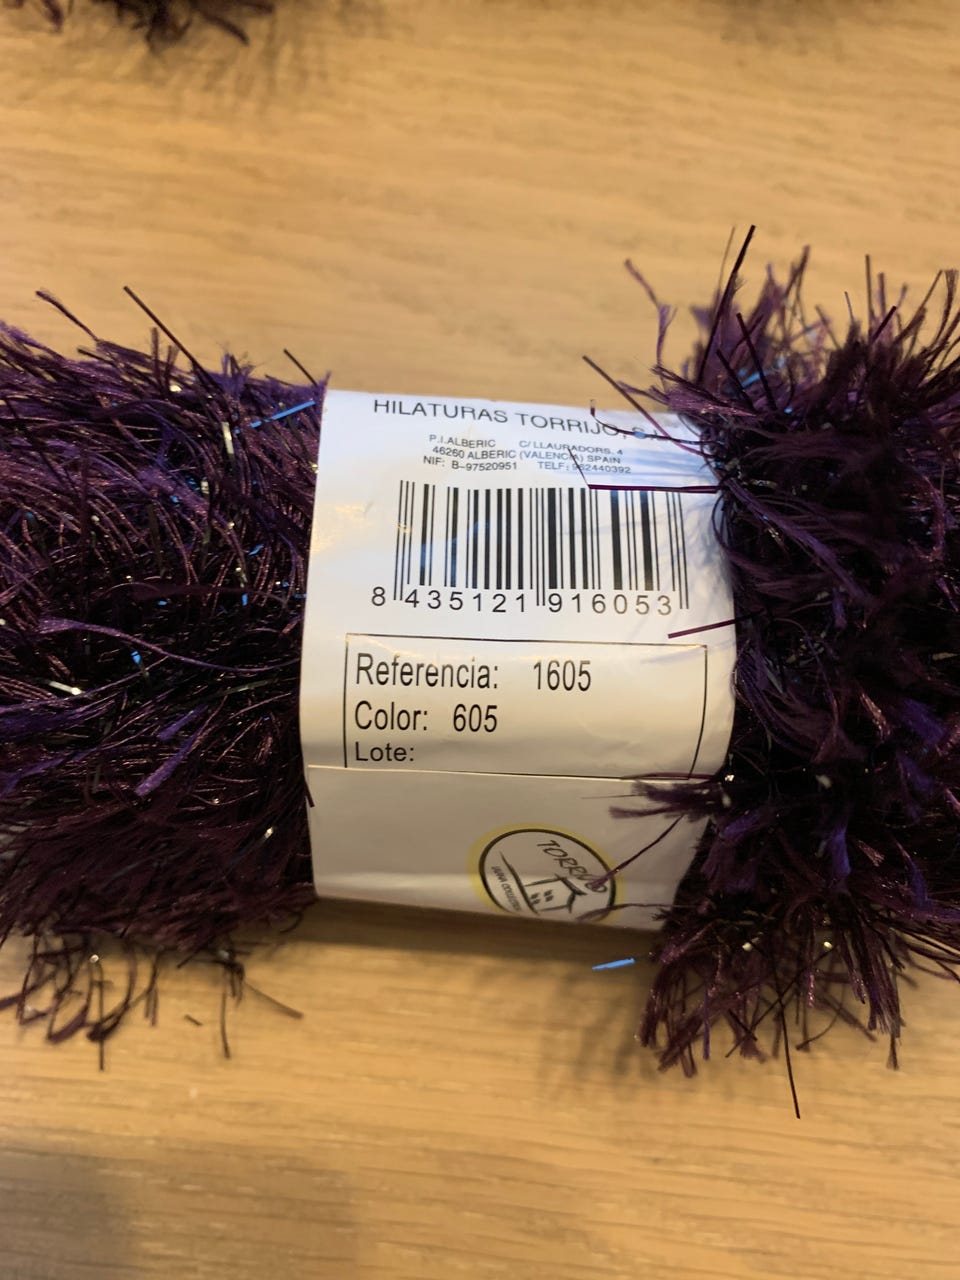 HILATURAS TORRIJO, S.L.
P.I.ALBERIC C/LLAURADORS, 4
46260 ALBERIC (VALENCIA) SPAIN
NIF: B-97520951 TELF: 962440392
8 435121 916053
Referencia: 1605
Color: 605
Lote:
TORRIJO